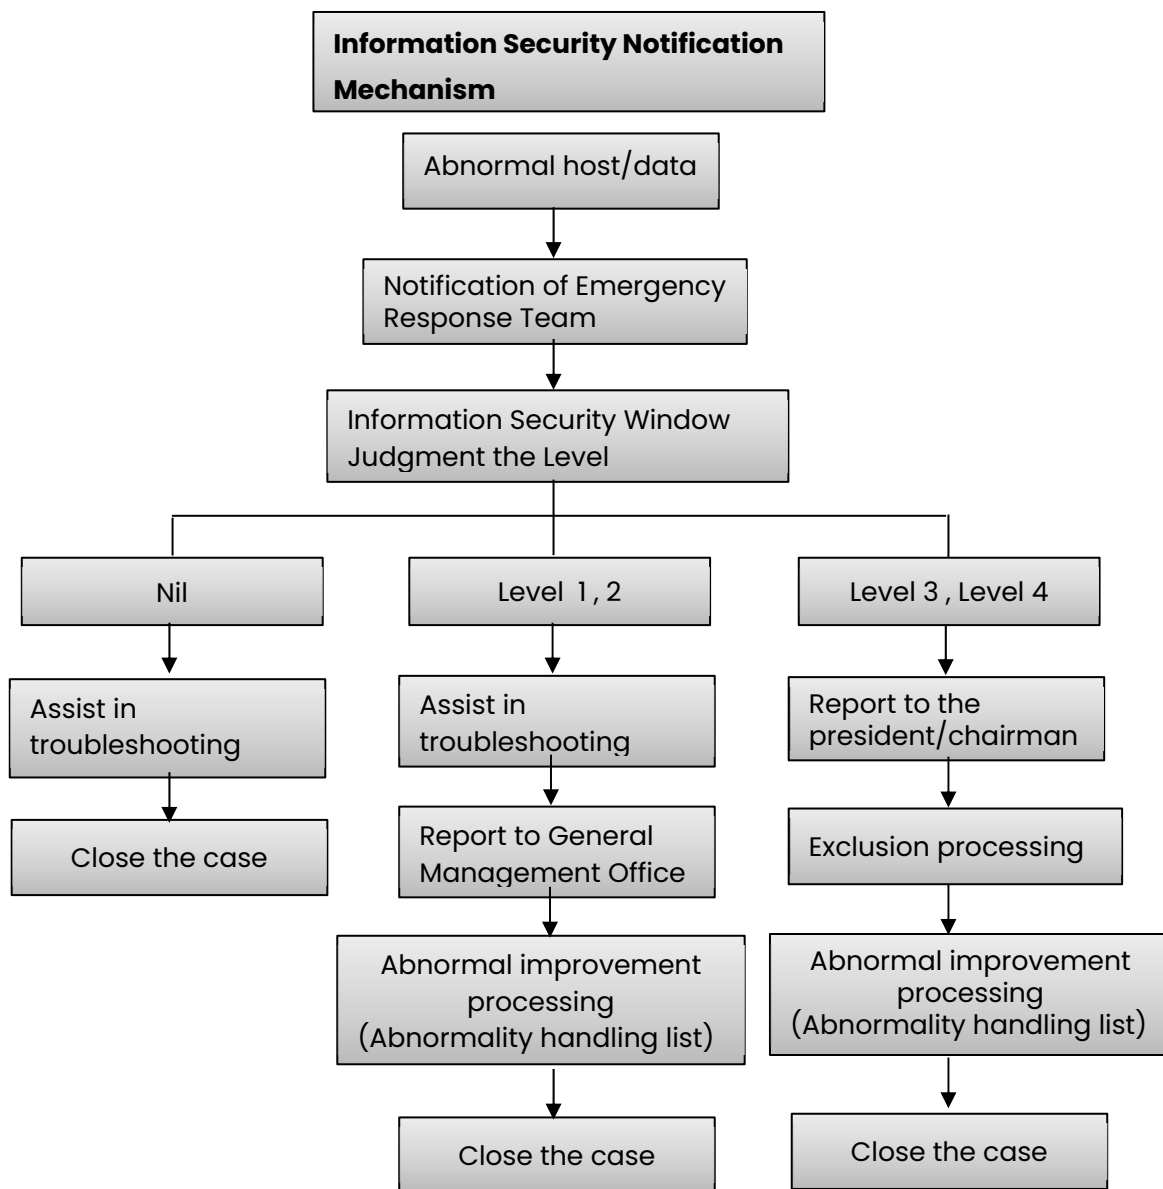 Information Security Notification
Mechanism
Abnormal host/data
Notification of Emergency
Response Team
Information Security Window
Judgment the Level
Nil
Level 1 , 2
Level 3 , Level 4
Assist in
troubleshooting
Assist in
troubleshooting
Report to the
president/chairman
Close the case
Report to General
Management Office
Exclusion processing
Abnormal improvement
processing
(Abnormality handling list)
Abnormal improvement
processing
(Abnormality handling list)
Close the case
Close the case